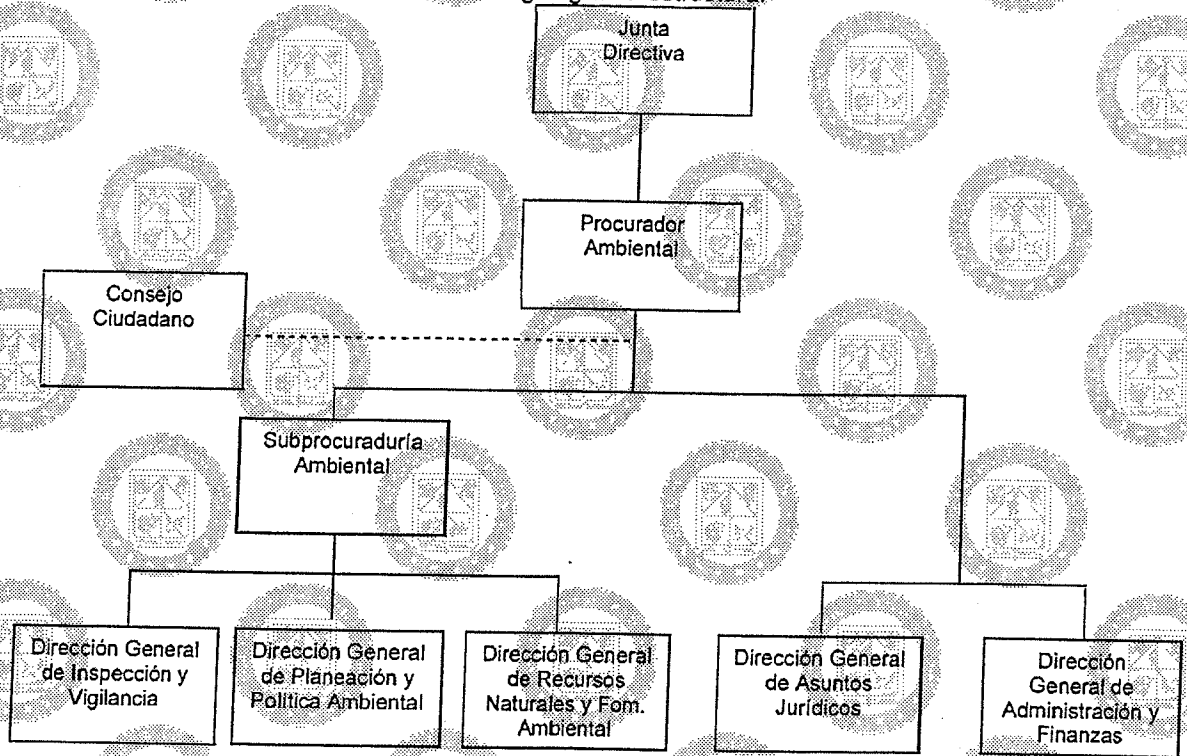 Junta
Directiva
Procurador
Ambiental
Consejo
Ciudadano
Subprocuraduría
Ambiental
Dirección General
de Inspección y
Vigilancia
Dirección General
de Planeación y
Política Ambiental
Dirección General
de Recursos
Naturales y Fom.
Ambiental
Dirección General
de Asuntos
Jurídicos
Dirección
General de
Administración y
Finanzas